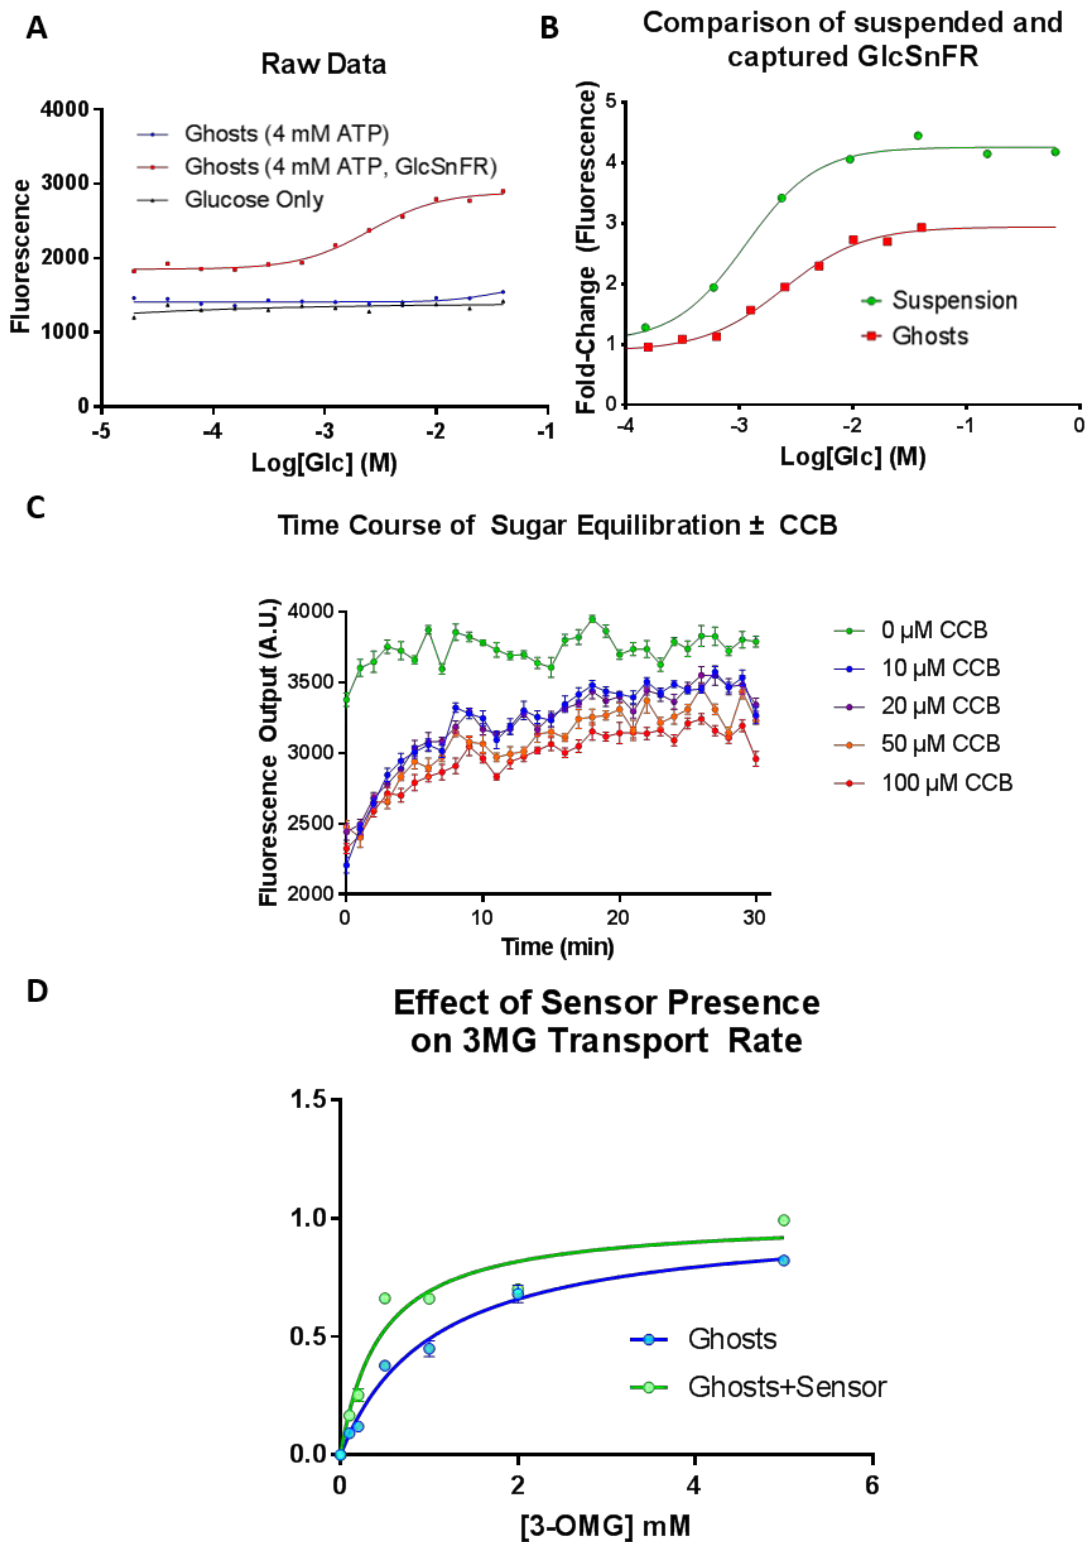 A
Raw Data
4000
3000
2000
1000
0
Fluorescence
Ghosts (4 mM ATP)
Ghosts (4 mM ATP, GlcSnFR)
Glucose Only
-5 -4 -3 -2 -1
Log[Glc] (M)
B
Comparison of suspended and
captured GlcSnFR
5
4
3
2
1
0
Fold-Change (Fluorescence)
Suspension
Ghosts
-4 -3 -2 -1 0
Log[Glc] (M)
C
Time Course of Sugar Equilibration ± CCB
4000
3500
3000
2500
2000
Fluorescence Output (A.U.)
0 µM CCB
10 µM CCB
20 µM CCB
50 µM CCB
100 µM CCB
0 10 20 30
Time (min)
D
Effect of Sensor Presence
on 3MG Transport Rate
1.5
1.0
0.5
0.0
Ghosts
Ghosts+Sensor
0 2 4 6
[3-OMG] mM